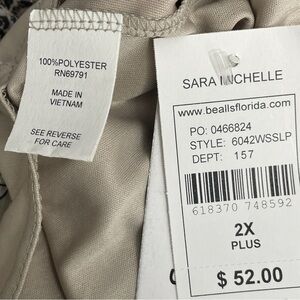 100%POLYESTER
RN69791
MADE IN
VIETNAM
SEE REVERSE
FOR CARE
SARA MICHELLE
www.beallsflorida.com
PO: 0466824
STYLE: 6042WSSLP
DEPT: 157
618370 748592
2X
PLUS
$ 52.00